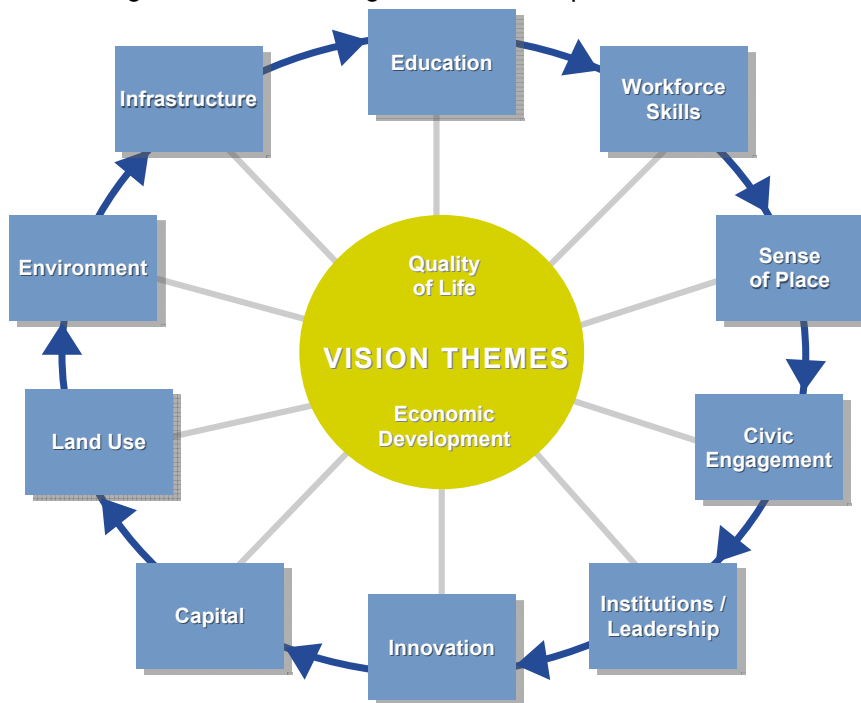 Education
Workforce
Skills
Sense
of Place
Civic
Engagement
Institutions /
Leadership
Innovation
Capital
Land Use
Environment
Infrastructure
Quality
of Life
VISION THEMES
Economic
Development